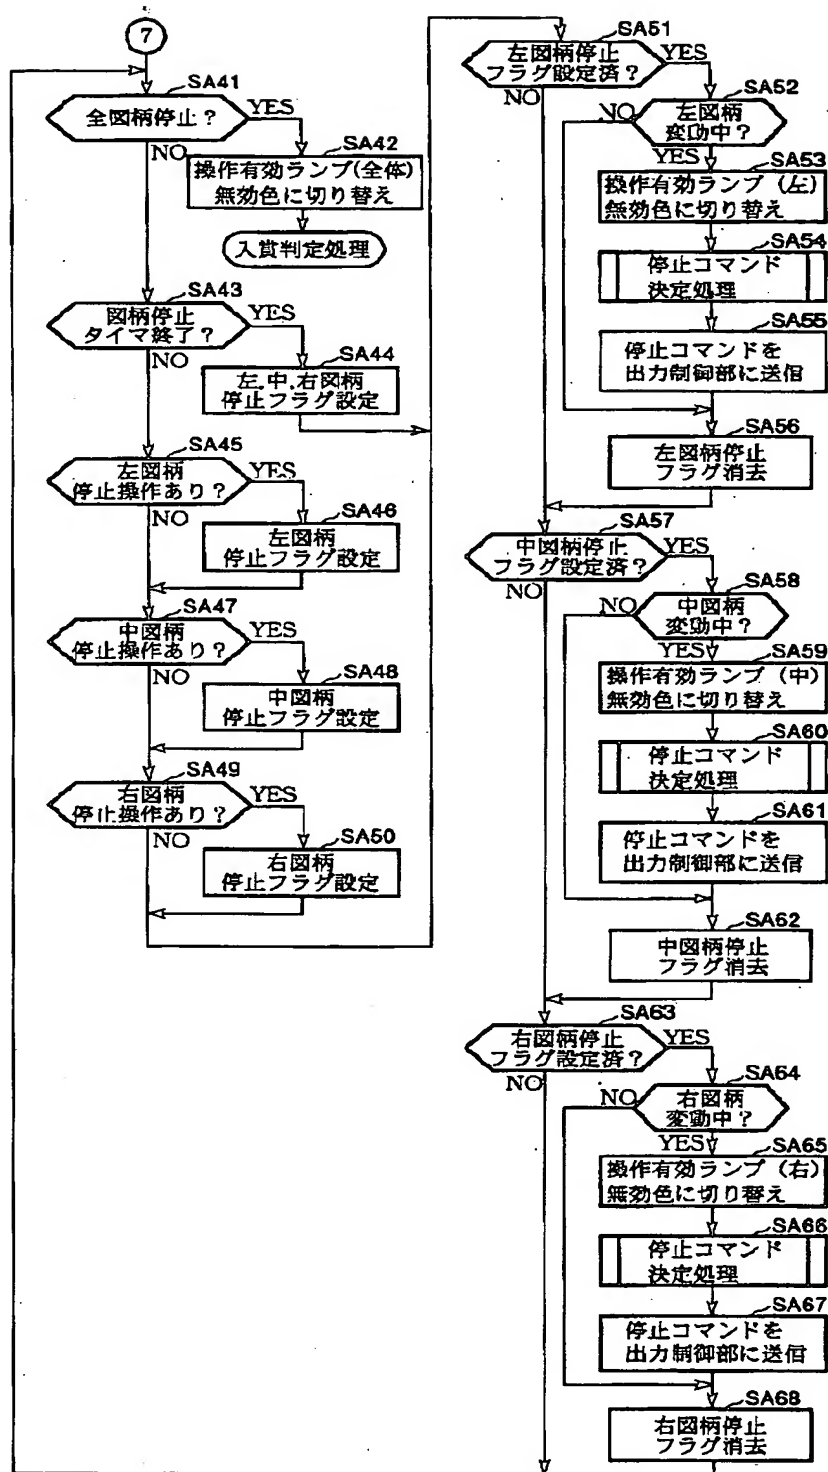 7
SA41
全図柄停止？
YES
NO
SA42
操作有効ランプ(全体)
無効色に切り替え
入賞判定処理
SA43
図柄停止
タイマ終了？
YES
NO
SA44
左,中,右図柄
停止フラグ設定
SA45
左図柄
停止操作あり？
YES
NO
SA46
左図柄
停止フラグ設定
SA47
中図柄
停止操作あり？
YES
NO
SA48
中図柄
停止フラグ設定
SA49
右図柄
停止操作あり？
YES
NO
SA50
右図柄
停止フラグ設定
SA51
左図柄停止
フラグ設定済？
YES
NO
SA52
左図柄
変動中？
NO
YES
SA53
操作有効ランプ（左）
無効色に切り替え
SA54
停止コマンド
決定処理
SA55
停止コマンドを
出力制御部に送信
SA56
左図柄停止
フラグ消去
SA57
中図柄停止
フラグ設定済？
YES
NO
SA58
中図柄
変動中？
NO
YES
SA59
操作有効ランプ（中）
無効色に切り替え
SA60
停止コマンド
決定処理
SA61
停止コマンドを
出力制御部に送信
SA62
中図柄停止
フラグ消去
SA63
右図柄停止
フラグ設定済？
YES
NO
SA64
右図柄
変動中？
NO
YES
SA65
操作有効ランプ（右）
無効色に切り替え
SA66
停止コマンド
決定処理
SA67
停止コマンドを
出力制御部に送信
SA68
右図柄停止
フラグ消去